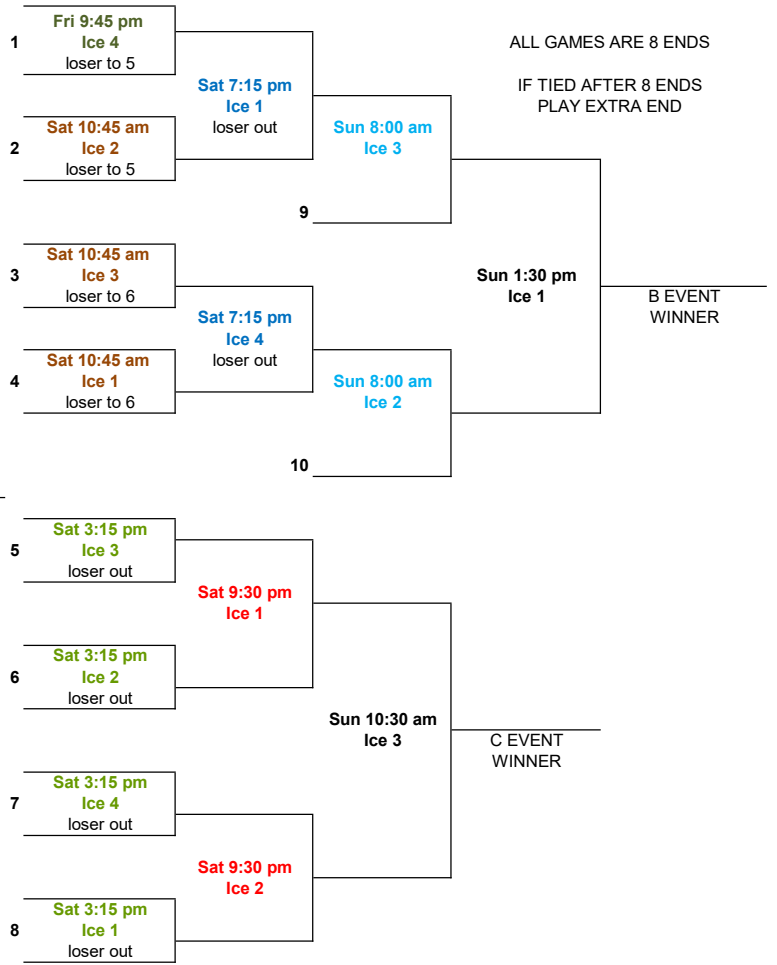 Fri 9:45 pm
1
Ice 4
loser to 5
ALL GAMES ARE 8 ENDS
IF TIED AFTER 8 ENDS
PLAY EXTRA END
Sat 7:15 pm
Ice 1
loser out
Sat 10:45 am
2
Ice 2
loser to 5
Sun 8:00 am
Ice 3
9
Sat 10:45 am
3
Ice 3
loser to 6
Sun 1:30 pm
Ice 1
B EVENT
WINNER
Sat 7:15 pm
Ice 4
loser out
Sat 10:45 am
4
Ice 1
loser to 6
Sun 8:00 am
Ice 2
10
Sat 3:15 pm
5
Ice 3
loser out
Sat 9:30 pm
Ice 1
Sat 3:15 pm
6
Ice 2
loser out
Sun 10:30 am
Ice 3
C EVENT
WINNER
Sat 3:15 pm
7
Ice 4
loser out
Sat 9:30 pm
Ice 2
Sat 3:15 pm
8
Ice 1
loser out